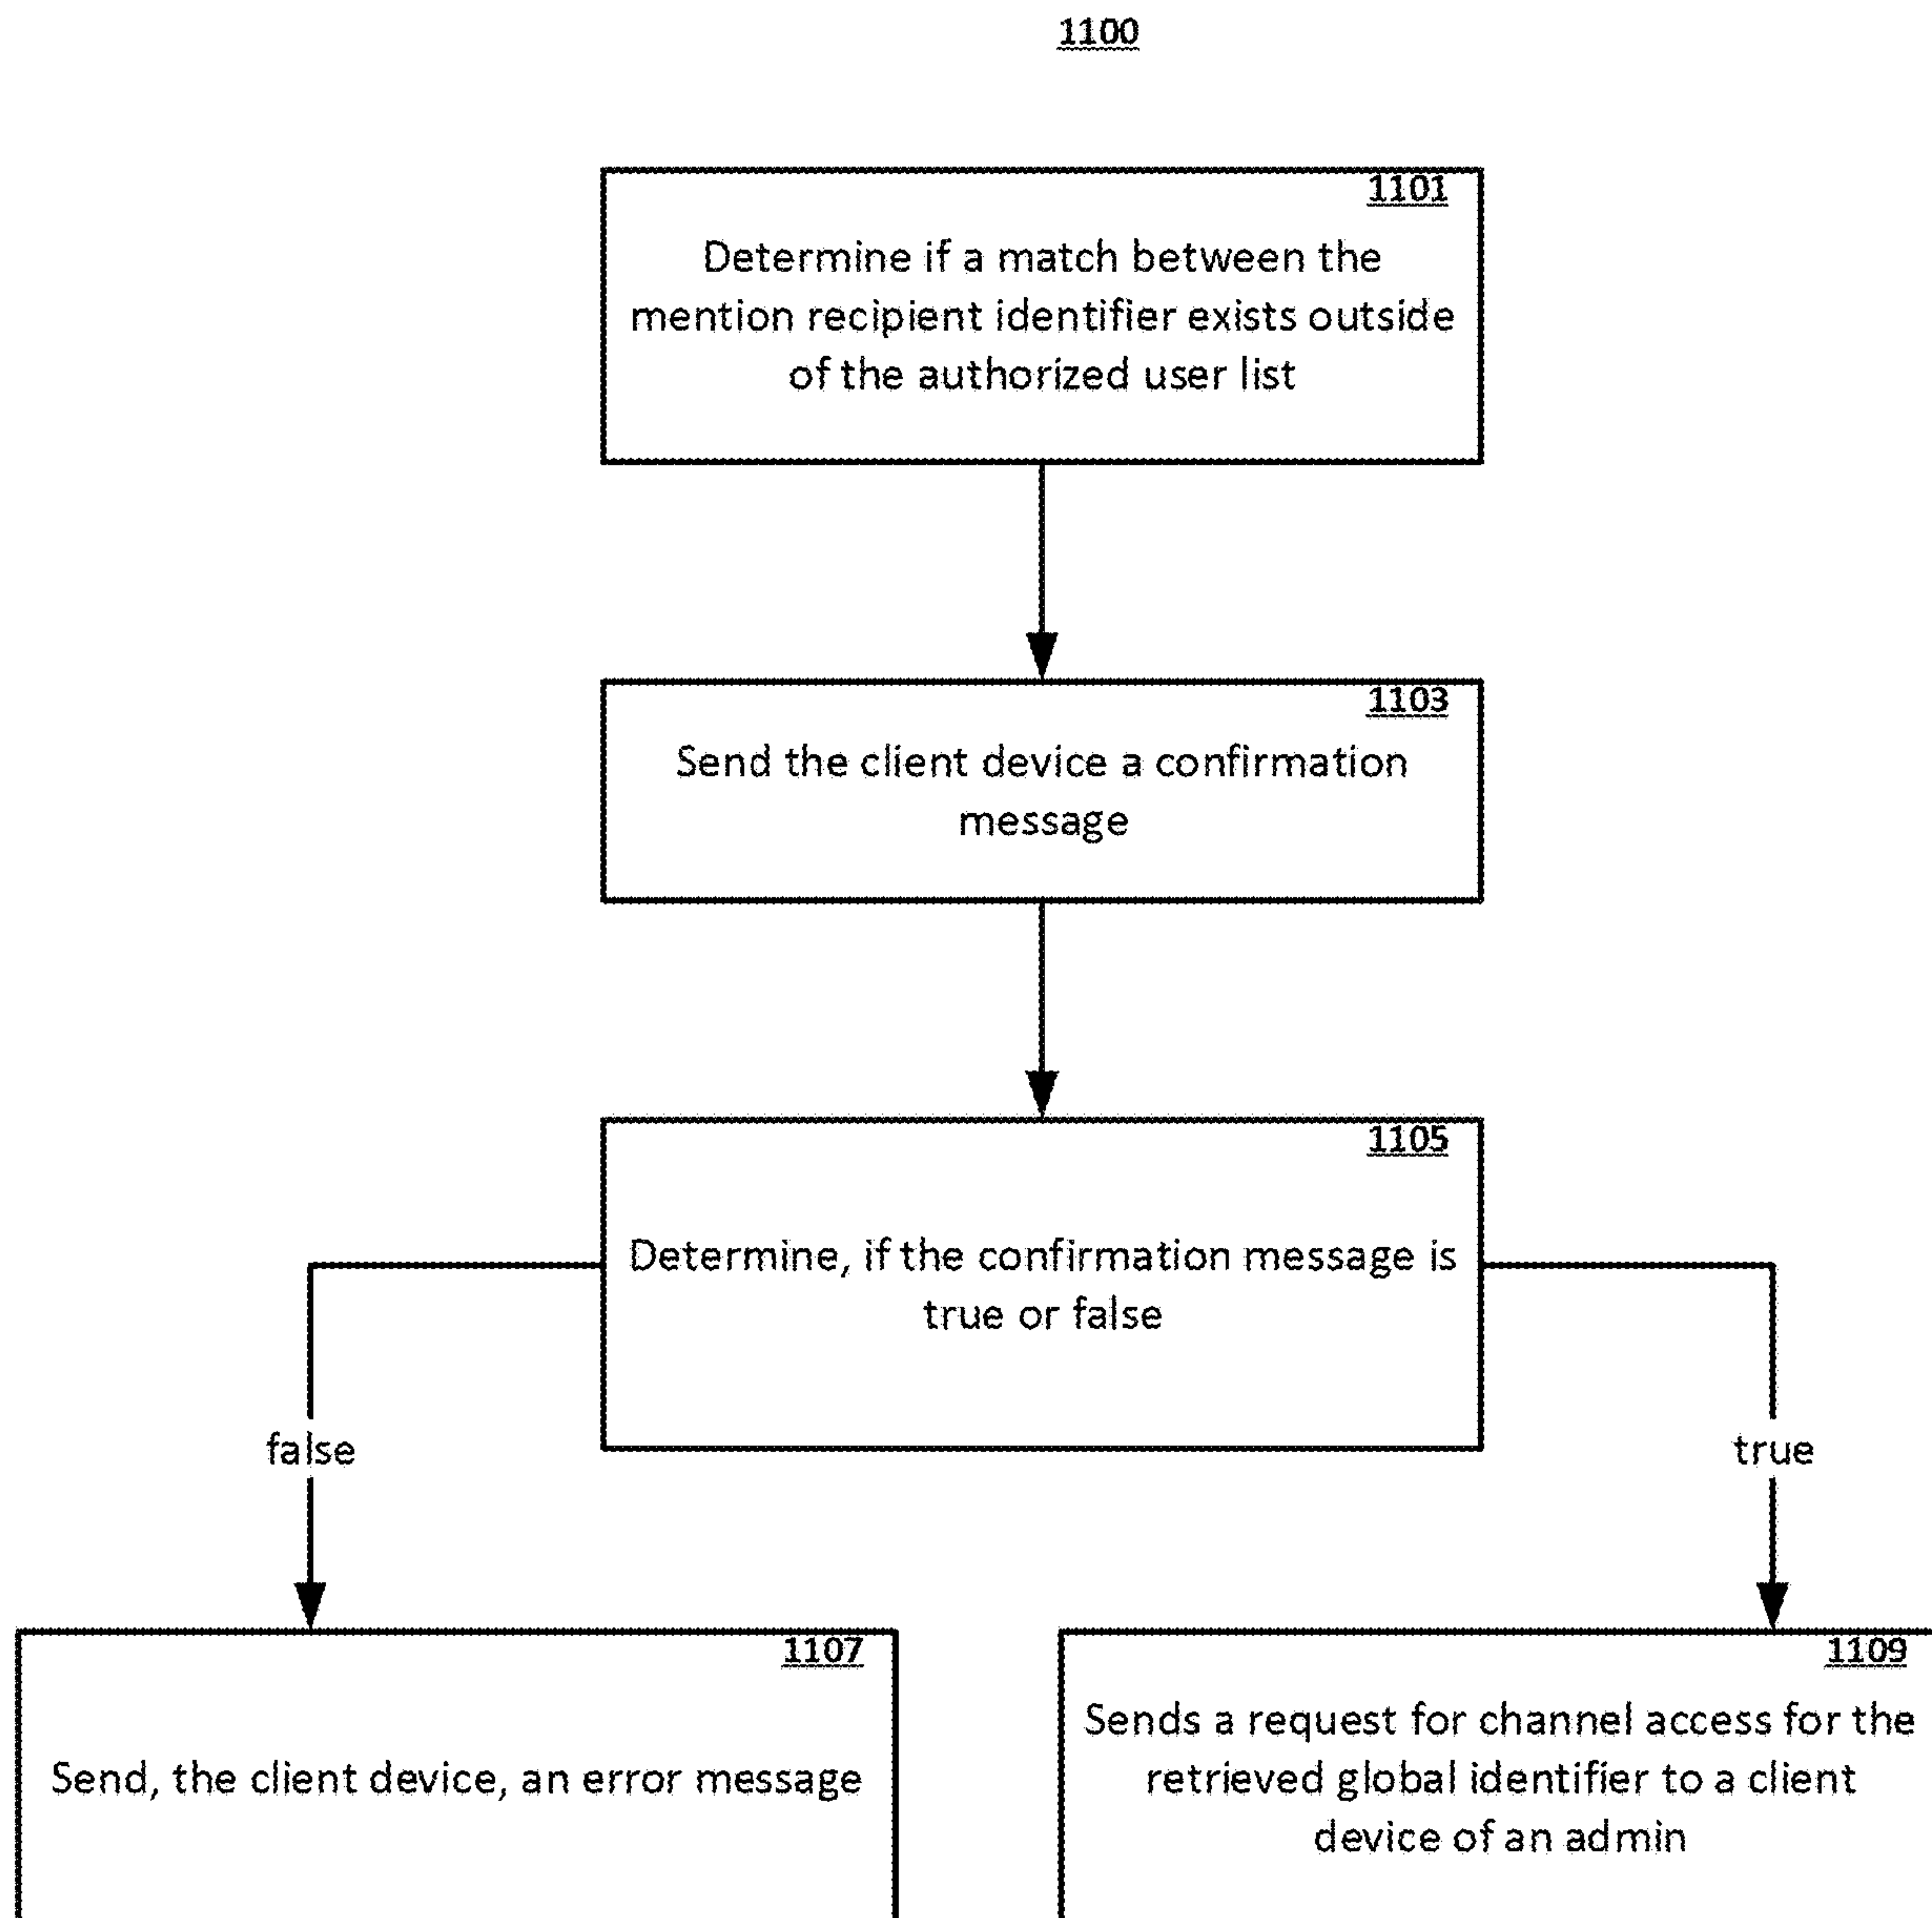 1100
1101
Determine if a match between the
mention recipient identifier exists outside
of the authorized user list
1103
Send the client device a confirmation
message
1105
Determine, if the confirmation message is
true or false
false
true
1107
Send, the client device, an error message
1109
Sends a request for channel access for the
retrieved global identifier to a client
device of an admin